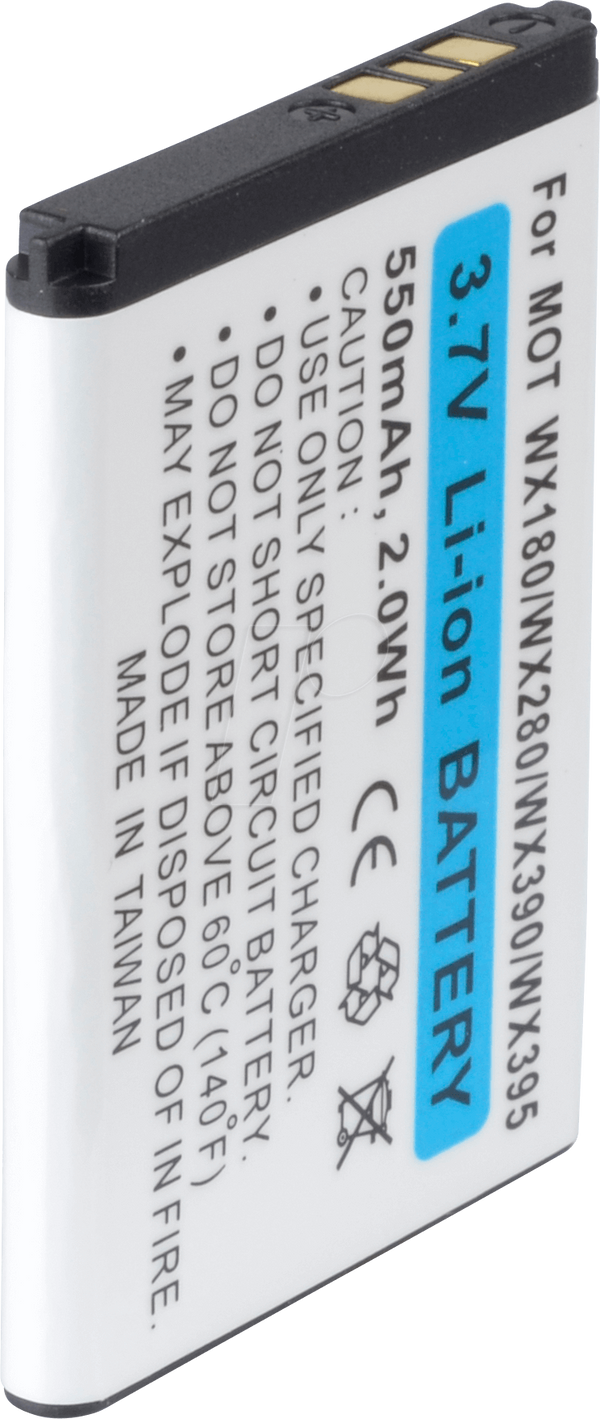 For MOT WX180/WX280/WX390/WX395
3.7V Li-ion BATTERY
550mAh, 2.0Wh
CAUTION :
• USE ONLY SPECIFIED CHARGER.
• DO NOT SHORT CIRCUIT BATTERY.
• DO NOT STORE ABOVE 60°C (140°F)
• MAY EXPLODE IF DISPOSED OF IN FIRE.
MADE IN TAIWAN
CE
+
-